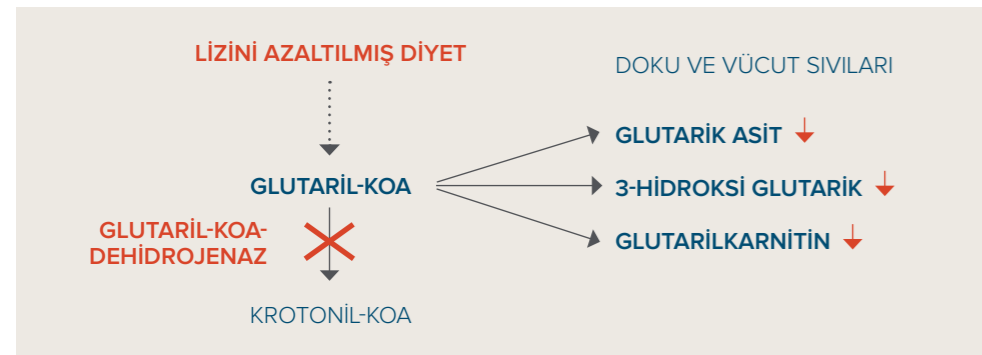 LİZİNİ AZALTILMIŞ DİYET
DOKU VE VÜCUT SIVILARI
GLUTARİK ASİT
GLUTARİL-KOA
3-HİDROKSİ GLUTARİK
GLUTARİL-KOA-
DEHİDROJENAZ
GLUTARİLKARNİTİN
KROTONİL-KOA